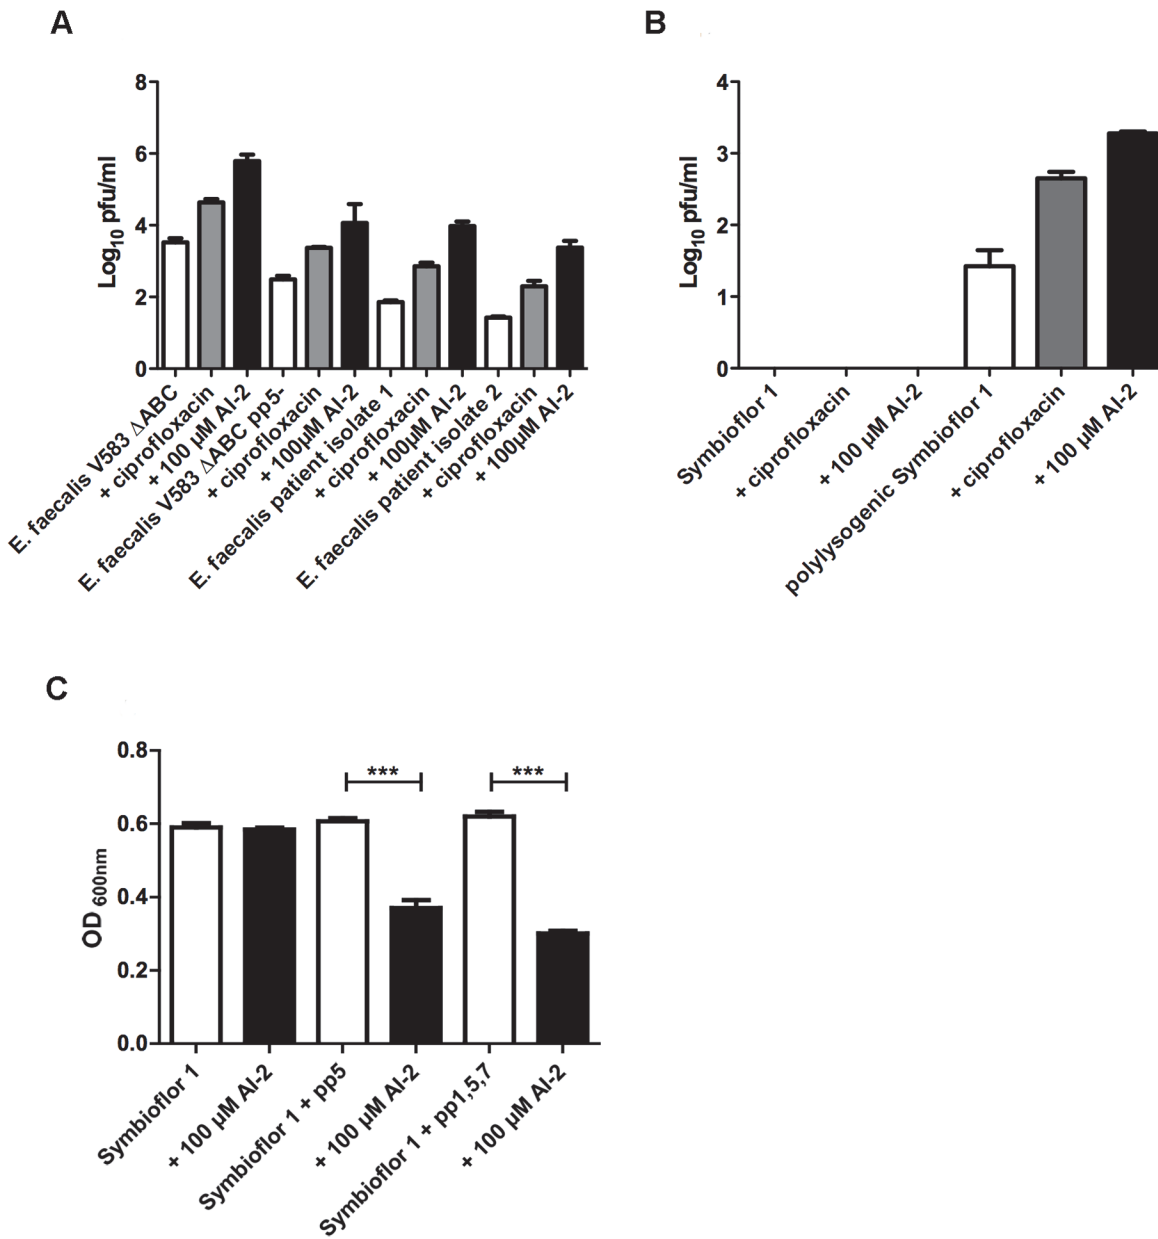 A
Log10 pfu/ml
8
6
4
2
0
E. faecalis V583 ΔABC
+ ciprofloxacin
+ 100 µM AI-2
E. faecalis V583 ΔABC pp5-
+ ciprofloxacin
+ 100µM AI-2
E. faecalis patient isolate 1
+ ciprofloxacin
+ 100µM AI-2
E. faecalis patient isolate 2
+ ciprofloxacin
+ 100µM AI-2
B
Log10 pfu/ml
4
3
2
1
0
Symbioflor 1
+ ciprofloxacin
+ 100 µM AI-2
polylysogenic Symbioflor 1
+ ciprofloxacin
+ 100 µM AI-2
C
OD 600nm
0.8
0.6
0.4
0.2
0.0
***
***
Symbioflor 1
+ 100 µM AI-2
Symbioflor 1 + pp5
+ 100 µM AI-2
Symbioflor 1 + pp1,5,7
+ 100 µM AI-2